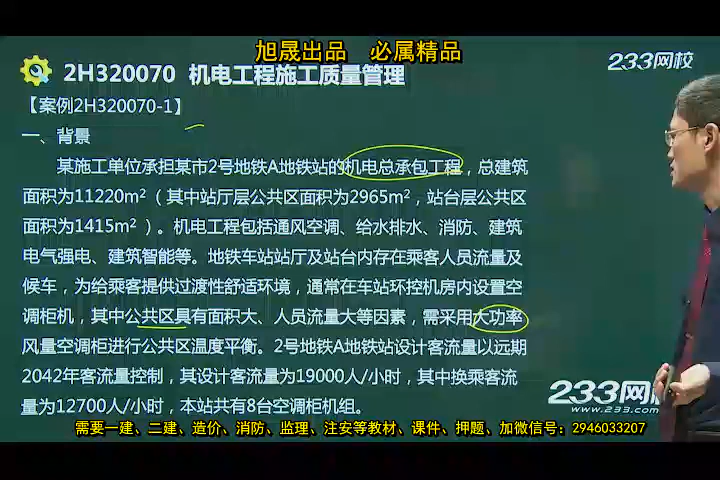 旭晟出品 必属精品
2H320070 机电工程施工质量管理
233网校
【案例2H320070-1】
一、背景
某施工单位承担某市2号地铁A地铁站的机电总承包工程，总建筑
面积为11220m²（其中站厅层公共区面积为2965m²，站台层公共区
面积为1415m²）。机电工程包括通风空调、给水排水、消防、建筑
电气强电、建筑智能等。地铁车站站厅及站台内存在乘客人员流量及
候车，为给乘客提供过渡性舒适环境，通常在车站环控机房内设置空
调柜机，其中公共区具有面积大、人员流量大等因素，需采用大功率
风量空调柜进行公共区温度平衡。2号地铁A地铁站设计客流量以远期
2042年客流量控制，其设计客流量为19000人/小时，其中换乘客流
量为12700人/小时，本站共有8台空调柜机组。
233网校
www.233.com
需要一建、二建、造价、消防、监理、注安等教材、课件、押题、加微信号：2946033207